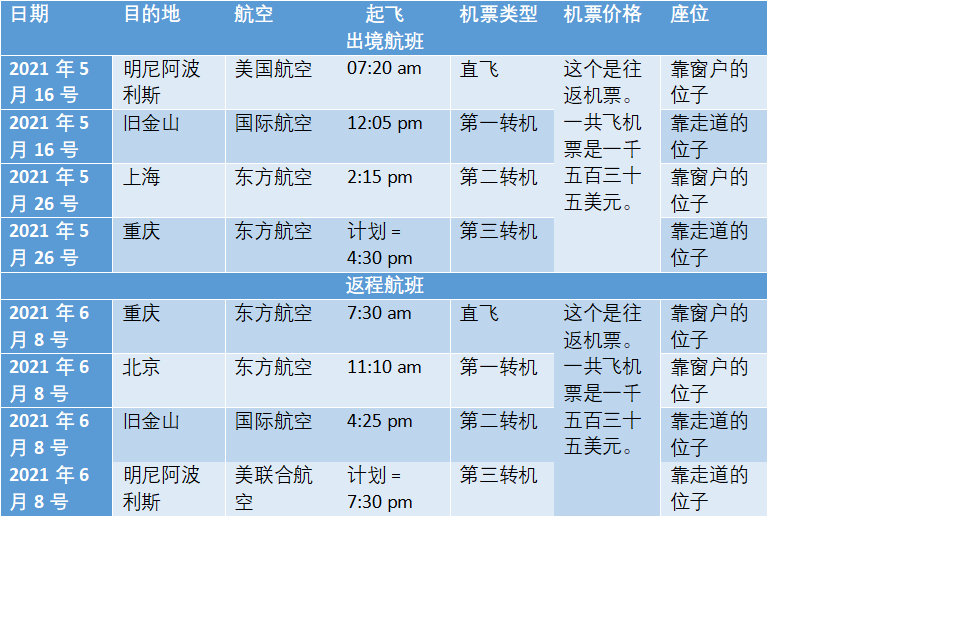 日期 目的地 航空 起飞 机票类型 机票价格 座位
出境航班
2021 年 5 明尼阿波 美国航空 07:20 am 直飞 这个是往 靠窗户的
月 16 号 利斯 返机票。 位子
2021 年 5 旧金山 国际航空 12:05 pm 第一转机 一共飞机 靠走道的
月 16 号 票是一千 位子
2021 年 5 上海 东方航空 2:15 pm 第二转机 五百三十 靠窗户的
月 26 号 五美元。 位子
2021 年 5 重庆 东方航空 计划 = 第三转机 靠走道的
月 26 号 4:30 pm 位子
返程航班
2021 年 6 重庆 东方航空 7:30 am 直飞 这个是往 靠窗户的
月 8 号 返机票。 位子
2021 年 6 北京 东方航空 11:10 am 第一转机 一共飞机 靠窗户的
月 8 号 票是一千 位子
2021 年 6 旧金山 国际航空 4:25 pm 第二转机 五百三十 靠走道的
月 8 号 五美元。 位子
2021 年 6 明尼阿波 美联合航 计划 = 第三转机 靠走道的
月 8 号 利斯 空 7:30 pm 位子